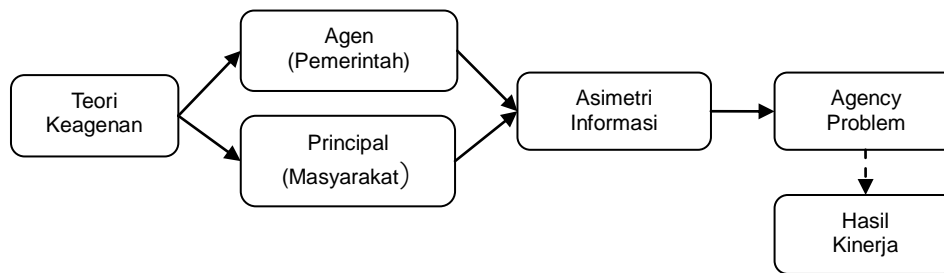 Teori
Keagenan
Agen
(Pemerintah)
Principal
(Masyarakat)
Asimetri
Informasi
Agency
Problem
Hasil
Kinerja